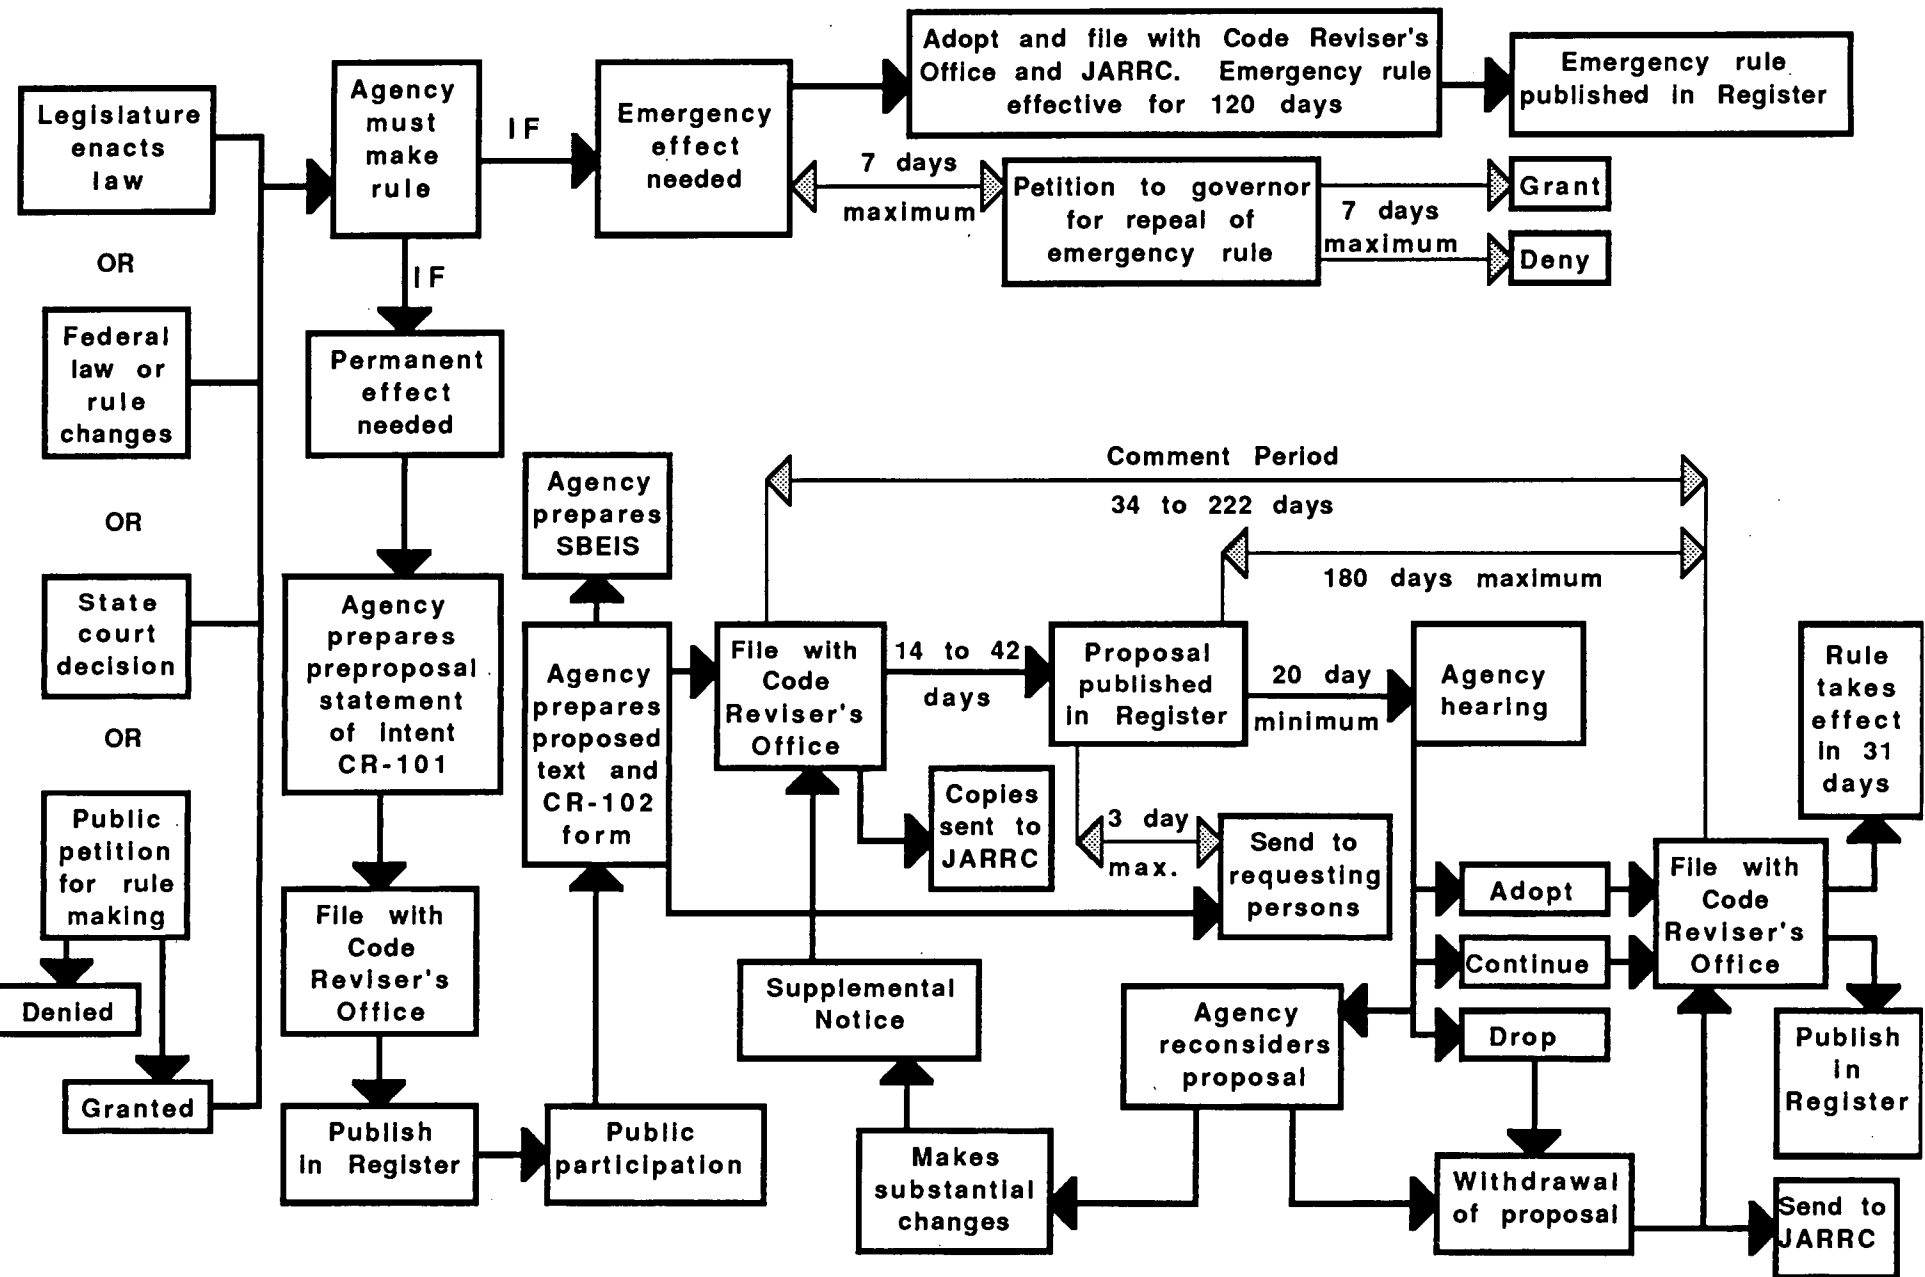 Legislature
enacts
law
OR
Federal
law or
rule
changes
OR
State
court
decision
OR
Public
petition
for rule
making
Denied
Granted
Agency
must
make
rule
IF
IF
Emergency
effect
needed
Adopt and file with Code Reviser's
Office and JARRC. Emergency rule
effective for 120 days
Emergency rule
published in Register
7 days
maximum
Petition to governor
for repeal of
emergency rule
7 days
maximum
Grant
Deny
Permanent
effect
needed
Agency
prepares
preproposal
statement
of intent
CR-101
File with
Code
Reviser's
Office
Publish
in Register
Public
participation
Agency
prepares
SBEIS
Agency
prepares
proposed
text and
CR-102
form
File with
Code
Reviser's
Office
Comment Period
34 to 222 days
180 days maximum
14 to 42
days
Proposal
published
in Register
20 day
minimum
Agency
hearing
Copies
sent to
JARRC
3 day
max.
Send to
requesting
persons
Supplemental
Notice
Makes
substantial
changes
Agency
reconsiders
proposal
Adopt
Continue
Drop
Withdrawal
of proposal
File with
Code
Reviser's
Office
Rule
takes
effect
in 31
days
Publish
in
Register
Send to
JARRC